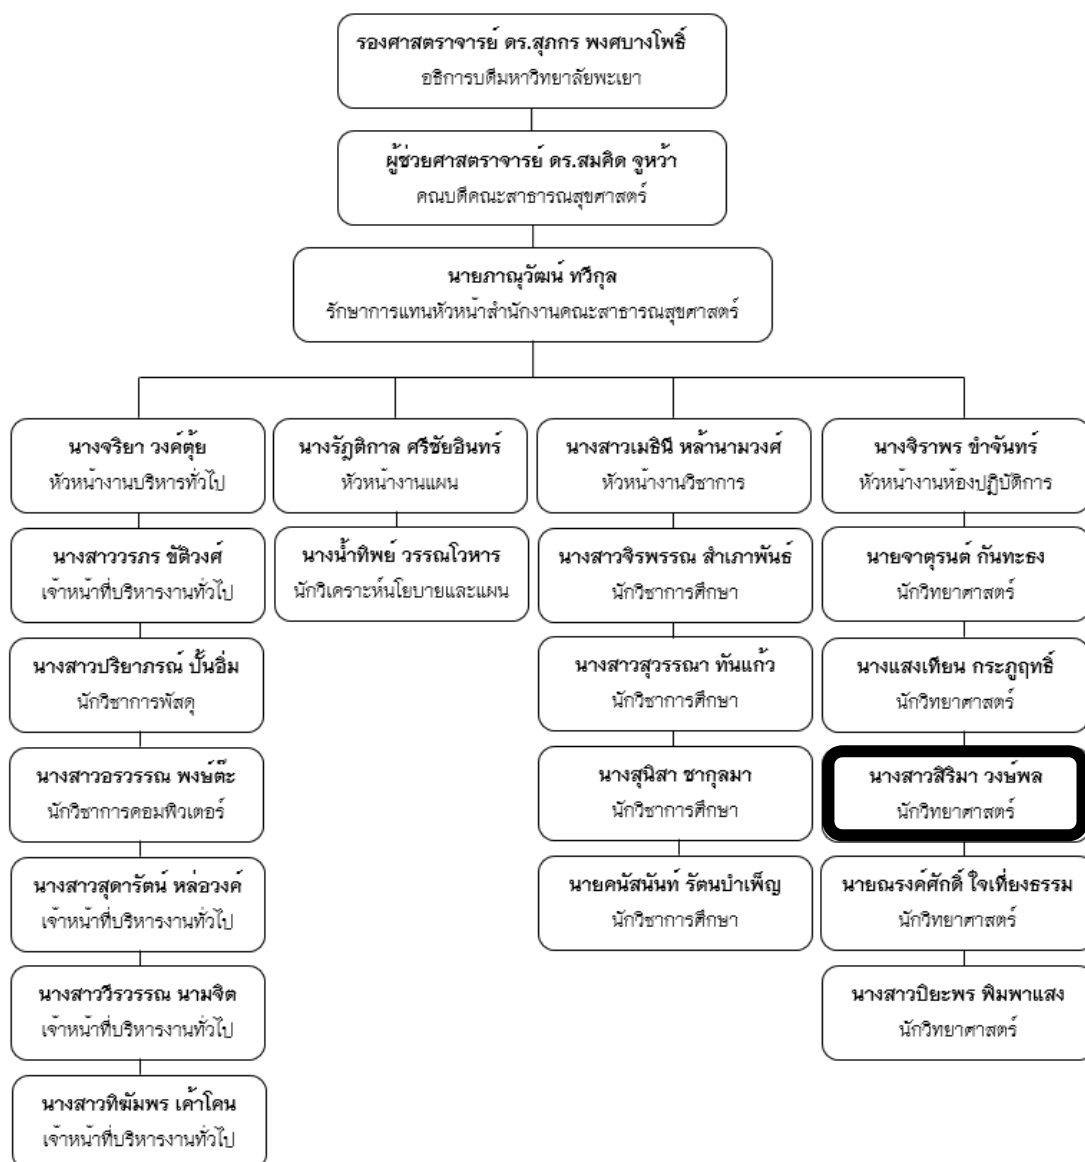 รองศาสตราจารย์ ดร.สุภกร พงศบางโพธิ์
อธิการบดีมหาวิทยาลัยพะเยา
ผู้ช่วยศาสตราจารย์ ดร.สมคิด จูหว้า
คณบดีคณะสาธารณสุขศาสตร์
นายภาณุวัฒน์ ทวีกุล
รักษาการแทนหัวหน้าสำนักงานคณะสาธารณสุขศาสตร์
นางจริยา วงค์ตุ้ย
หัวหน้างานบริหารทั่วไป
นางสาววรภร ขัติวงศ์
เจ้าหน้าที่บริหารงานทั่วไป
นางสาวปริยาภรณ์ ปั้นอิ่ม
นักวิชาการพัสดุ
นางสาวอรวรรณ พงษ์ต๊ะ
นักวิชาการคอมพิวเตอร์
นางสาวสุดารัตน์ หล่อวงค์
เจ้าหน้าที่บริหารงานทั่วไป
นางสาววีรวรรณ นามจิต
เจ้าหน้าที่บริหารงานทั่วไป
นางสาวทิฆัมพร เค้าโคน
เจ้าหน้าที่บริหารงานทั่วไป
นางรัฎติกาล ศรีชัยอินทร์
หัวหน้างานแผน
นางน้ำทิพย์ วรรณโวหาร
นักวิเคราะห์นโยบายและแผน
นางสาวเมธินี หล้านามวงศ์
หัวหน้างานวิชาการ
นางสาวจิรพรรณ สำเภาพันธ์
นักวิชาการศึกษา
นางสาวสุวรรณา ทันแก้ว
นักวิชาการศึกษา
นางสุนิสา ชากุลมา
นักวิชาการศึกษา
นายคนัสนันท์ รัตนบำเพ็ญ
นักวิชาการศึกษา
นางจิราพร ขำจันทร์
หัวหน้างานห้องปฏิบัติการ
นายจาตุรนต์ กันทะธง
นักวิทยาศาสตร์
นางแสงเทียน กระภูฤทธิ์
นักวิทยาศาสตร์
นางสาวสิริมา วงษ์พล
นักวิทยาศาสตร์
นายณรงค์ศักดิ์ ใจเที่ยงธรรม
นักวิทยาศาสตร์
นางสาวปิยะพร พิมพาแสง
นักวิทยาศาสตร์